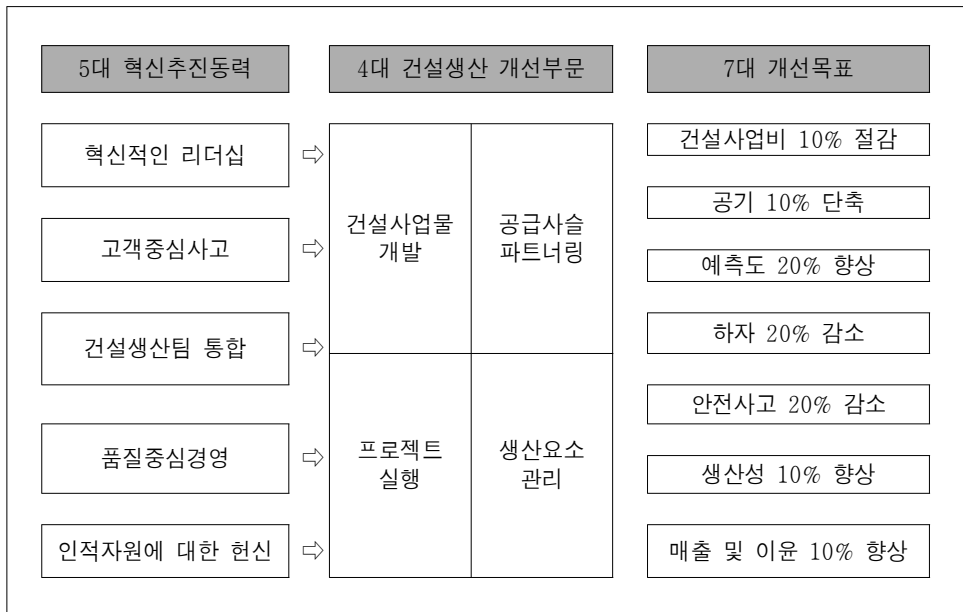 5대 혁신추진동력
4대 건설생산 개선부문
7대 개선목표
혁신적인 리더십
⇨
고객중심사고
⇨
건설생산팀 통합
⇨
품질중심경영
⇨
인적자원에 대한 헌신
⇨
건설사업물
개발
공급사슬
파트너링
프로젝트
실행
생산요소
관리
건설사업비 10% 절감
공기 10% 단축
예측도 20% 향상
하자 20% 감소
안전사고 20% 감소
생산성 10% 향상
매출 및 이윤 10% 향상